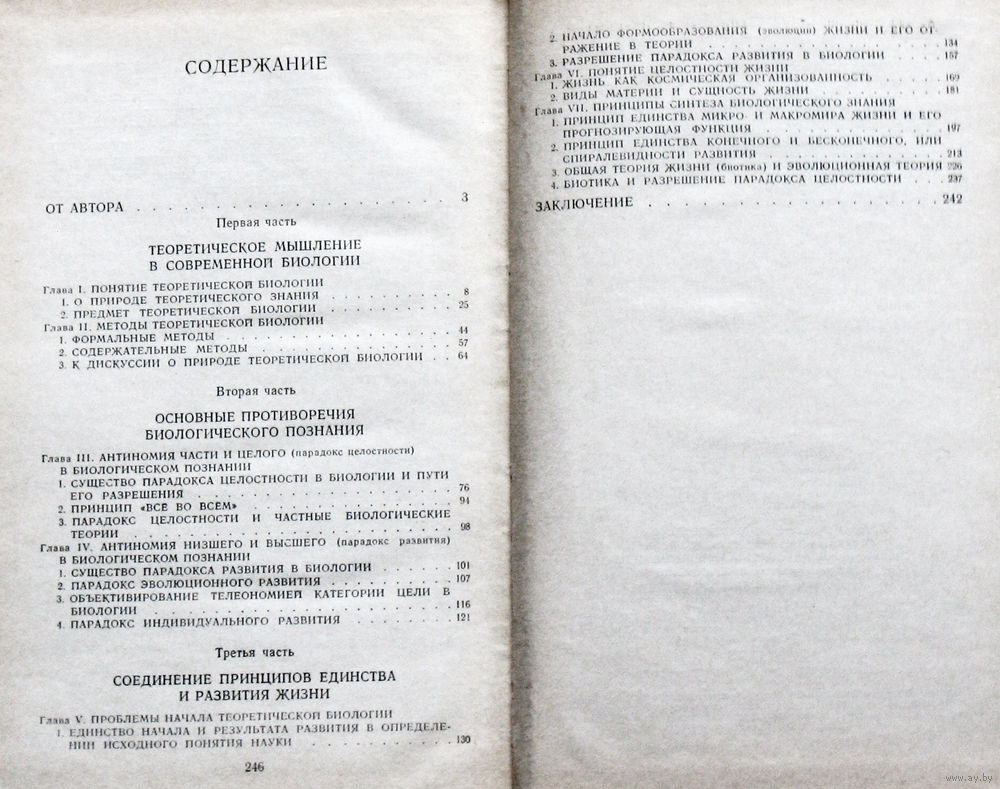 СОДЕРЖАНИЕ
ОТ АВТОРА . . . . . . . . . . . . . . . . . 3
Первая часть
ТЕОРЕТИЧЕСКОЕ МЫШЛЕНИЕ
В СОВРЕМЕННОЙ БИОЛОГИИ
Глава I. ПОНЯТИЕ ТЕОРЕТИЧЕСКОЙ БИОЛОГИИ
1. О ПРИРОДЕ ТЕОРЕТИЧЕСКОГО ЗНАНИЯ . . . . . . . . . . 8
2. ПРЕДМЕТ ТЕОРЕТИЧЕСКОЙ БИОЛОГИИ . . . . . . . . . 25
Глава II. МЕТОДЫ ТЕОРЕТИЧЕСКОЙ БИОЛОГИИ
1. ФОРМАЛЬНЫЕ МЕТОДЫ . . . . . . . . . . . . . . . 44
2. СОДЕРЖАТЕЛЬНЫЕ МЕТОДЫ . . . . . . . . . . . . . 57
3. К ДИСКУССИИ О ПРИРОДЕ ТЕОРЕТИЧЕСКОЙ БИОЛОГИИ . . 64
Вторая часть
ОСНОВНЫЕ ПРОТИВОРЕЧИЯ
БИОЛОГИЧЕСКОГО ПОЗНАНИЯ
Глава III. АНТИНОМИЯ ЧАСТИ И ЦЕЛОГО (парадокс целостности)
В БИОЛОГИЧЕСКОМ ПОЗНАНИИ
1. СУЩЕСТВО ПАРАДОКСА ЦЕЛОСТНОСТИ В БИОЛОГИИ И ПУТИ
ЕГО РАЗРЕШЕНИЯ . . . . . . . . . . . . . . . . . 76
2. ПРИНЦИП «ВСЕ ВО ВСЕМ» . . . . . . . . . . . . . . 94
3. ПАРАДОКС ЦЕЛОСТНОСТИ И ЧАСТНЫЕ БИОЛОГИЧЕСКИЕ
ТЕОРИИ . . . . . . . . . . . . . . . . . . . . . 98
Глава IV. АНТИНОМИЯ НИЗШЕГО И ВЫСШЕГО (парадокс развития)
В БИОЛОГИЧЕСКОМ ПОЗНАНИИ
1. СУЩЕСТВО ПАРАДОКСА РАЗВИТИЯ В БИОЛОГИИ . . . . . . 101
2. ПАРАДОКС ЭВОЛЮЦИОННОГО РАЗВИТИЯ . . . . . . . . . 107
3. ОБЪЕКТИВИРОВАНИЕ ТЕЛЕОНОМИЕЙ КАТЕГОРИИ ЦЕЛИ В
БИОЛОГИИ . . . . . . . . . . . . . . . . . . . . 116
4. ПАРАДОКС ИНДИВИДУАЛЬНОГО РАЗВИТИЯ . . . . . . . . 121
Третья часть
СОЕДИНЕНИЕ ПРИНЦИПОВ ЕДИНСТВА
И РАЗВИТИЯ ЖИЗНИ
Глава V. ПРОБЛЕМЫ НАЧАЛА ТЕОРЕТИЧЕСКОЙ БИОЛОГИИ
1. ЕДИНСТВО НАЧАЛА И РЕЗУЛЬТАТА РАЗВИТИЯ В ОПРЕДЕЛЕ-
НИИ ИСХОДНОГО ПОНЯТИЯ НАУКИ . . . . . . . . . . 130
246
2. НАЧАЛО ФОРМООБРАЗОВАНИЯ (эволюции) ЖИЗНИ И ЕГО ОТ
РАЖЕНИЕ В ТЕОРИИ . . . . . . . . . . . . . . . . 134
3. РАЗРЕШЕНИЕ ПАРАДОКСА РАЗВИТИЯ В БИОЛОГИИ . . . . 157
Глава VI. ПОНЯТИЕ ЦЕЛОСТНОСТИ ЖИЗНИ
1. ЖИЗНЬ КАК КОСМИЧЕСКАЯ ОРГАНИЗОВАННОСТЬ . . . . . 169
2. ВИДЫ МАТЕРИИ И СУЩНОСТЬ ЖИЗНИ . . . . . . . . . 181
Глава VII. ПРИНЦИПЫ СИНТЕЗА БИОЛОГИЧЕСКОГО ЗНАНИЯ
1. ПРИНЦИП ЕДИНСТВА МИКРО- И МАКРОМИРА ЖИЗНИ И ЕГО
ПРОГНОЗИРУЮЩАЯ ФУНКЦИЯ . . . . . . . . . . . . . 197
2. ПРИНЦИП ЕДИНСТВА КОНЕЧНОГО И БЕСКОНЕЧНОГО, ИЛИ
СПИРАЛЕВИДНОСТИ РАЗВИТИЯ . . . . . . . . . . . . 213
3. ОБЩАЯ ТЕОРИЯ ЖИЗНИ (биотика) И ЭВОЛЮЦИОННАЯ ТЕОРИЯ 226
4. БИОТИКА И РАЗРЕШЕНИЕ ПАРАДОКСА ЦЕЛОСТНОСТИ . . . 237
ЗАКЛЮЧЕНИЕ . . . . . . . . . . . . . . . . . 242
www.ay.by